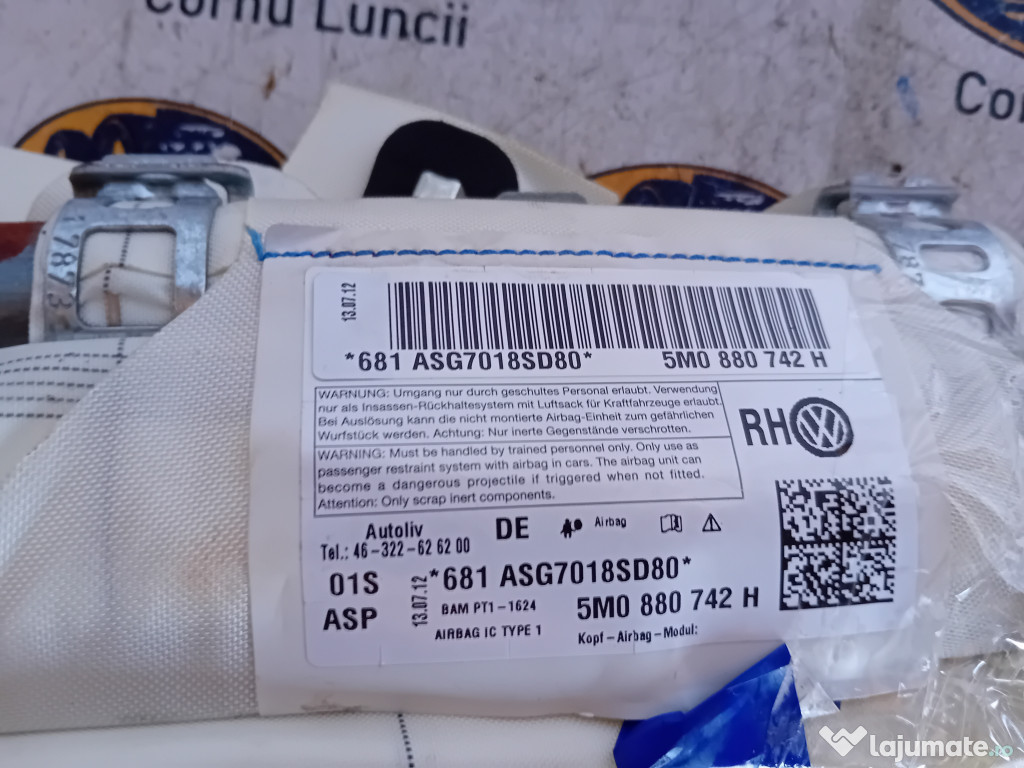 Cornu Luncii
Cor
17873
87
13.07.12
*681 ASG7018SD80*
5M0 880 742 H
WARNUNG: Umgang nur durch geschultes Personal erlaubt. Verwendung
nur als Insassen-Rückhaltesystem mit Luftsack für Kraftfahrzeuge erlaubt.
Bei Auslösung kann die nicht montierte Airbag-Einheit zum gefährlichen
Wurfstück werden. Achtung: Nur inerte Gegenstände verschrotten.
WARNING: Must be handled by trained personnel only. Only use as
passenger restraint system with airbag in cars. The airbag unit can
become a dangerous projectile if triggered when not fitted.
Attention: Only scrap inert components.
RH
Autoliv
Tel.: 46-322-62 62 00
DE
Airbag
01S
ASP
13.07.12
*681 ASG7018SD80*
BAM PT1-1624
5M0 880 742 H
AIRBAG IC TYPE 1
Kopf-Airbag-Modul:
lajumate.RO